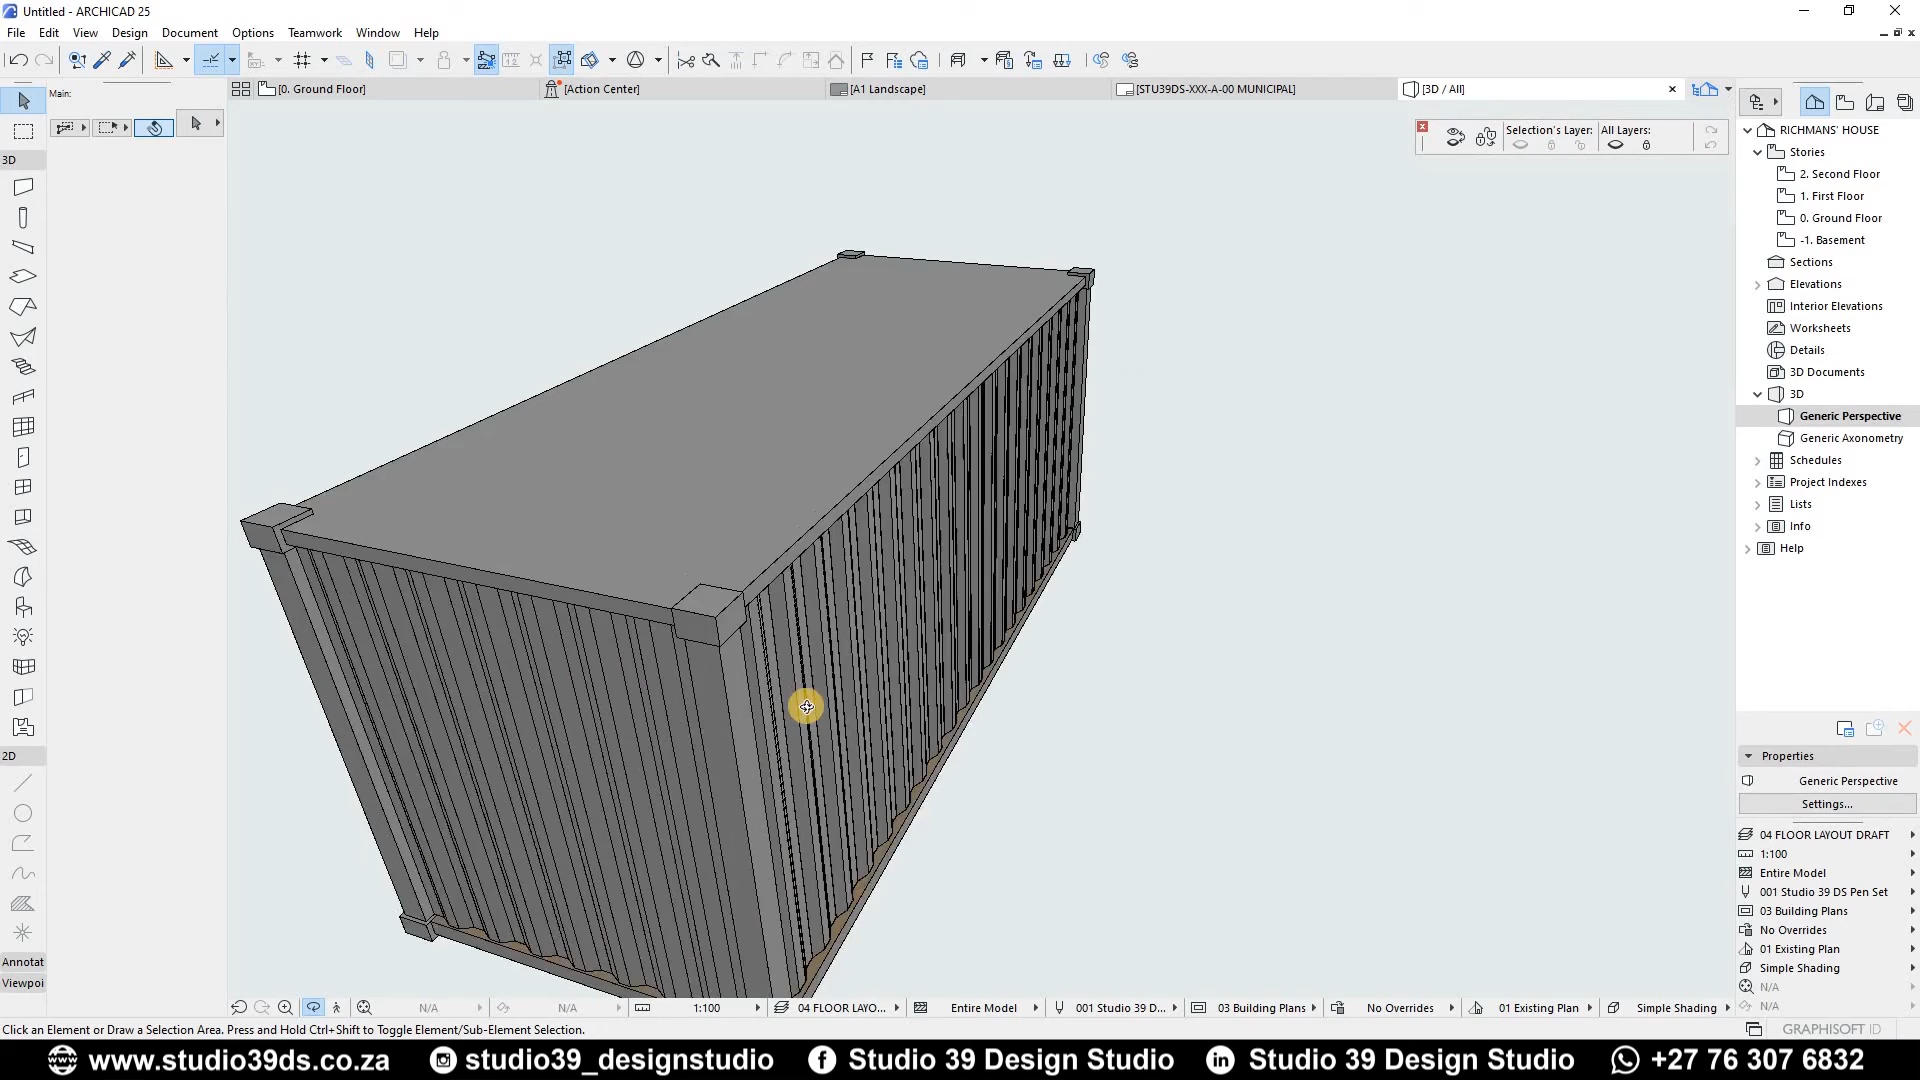 Untitled - ARCHICAD 25
File Edit View Design Document Options Teamwork Window Help
[0. Ground Floor] [Action Center] [A1 Landscape] [STU39DS-XXX-A-00 MUNICIPAL] [3D / All]
Main:
Selection's Layer: All Layers:
3D
2D
Annotat
Viewpoi
RICHMANS' HOUSE
Stories
2. Second Floor
1. First Floor
0. Ground Floor
-1. Basement
Sections
Elevations
Interior Elevations
Worksheets
Details
3D Documents
3D
Generic Perspective
Generic Axonometry
Schedules
Project Indexes
Lists
Info
Help
Properties
Generic Perspective
Settings...
04 FLOOR LAYOUT DRAFT
1:100
Entire Model
001 Studio 39 DS Pen Set
03 Building Plans
No Overrides
01 Existing Plan
Simple Shading
N/A
N/A
N/A N/A 1:100 04 FLOOR LAYO... Entire Model 001 Studio 39 D... 03 Building Plans No Overrides 01 Existing Plan Simple Shading
Click an Element or Draw a Selection Area. Press and Hold Ctrl+Shift to Toggle Element/Sub-Element Selection.
GRAPHISOFT ID
www.studio39ds.co.za studio39_designstudio Studio 39 Design Studio Studio 39 Design Studio +27 76 307 6832